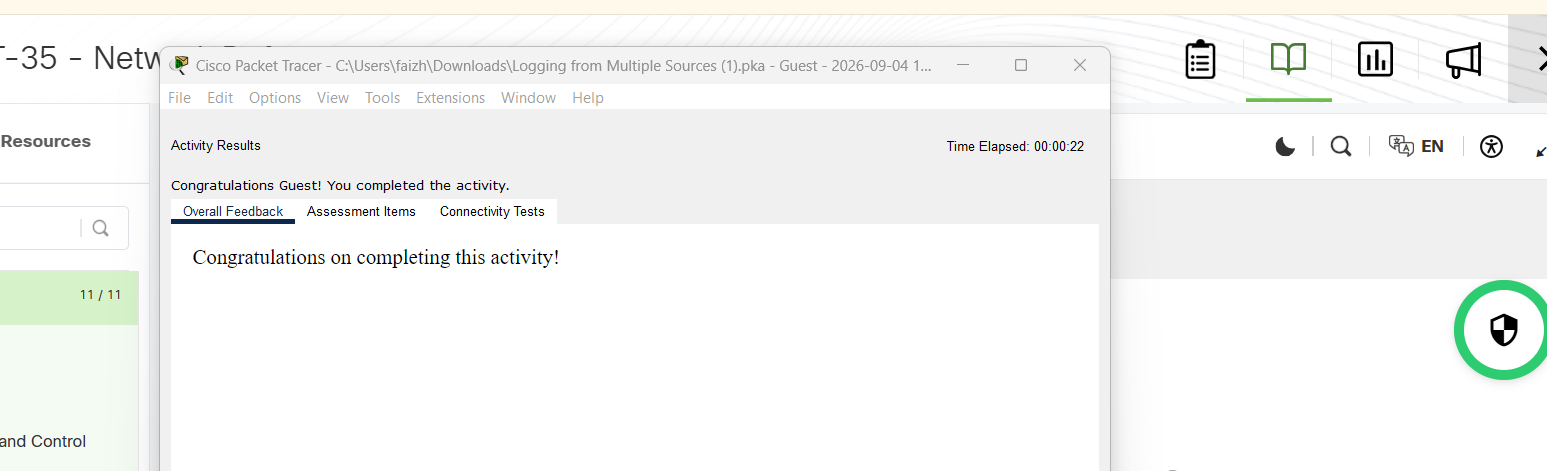 T-35 - Netw
Cisco Packet Tracer - C:\Users\faizh\Downloads\Logging from Multiple Sources (1).pka - Guest - 2026-09-04 1...
File Edit Options View Tools Extensions Window Help
Resources
Activity Results
Time Elapsed: 00:00:22
EN
Congratulations Guest! You completed the activity.
Overall Feedback Assessment Items Connectivity Tests
Congratulations on completing this activity!
11 / 11
and Control